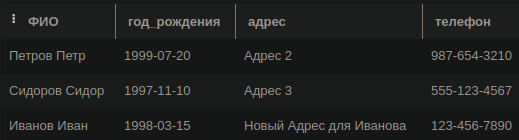 ФИО год_рождения адрес телефон
Петров Петр 1999-07-20 Адрес 2 987-654-3210
Сидоров Сидор 1997-11-10 Адрес 3 555-123-4567
Иванов Иван 1998-03-15 Новый Адрес для Иванова 123-456-7890